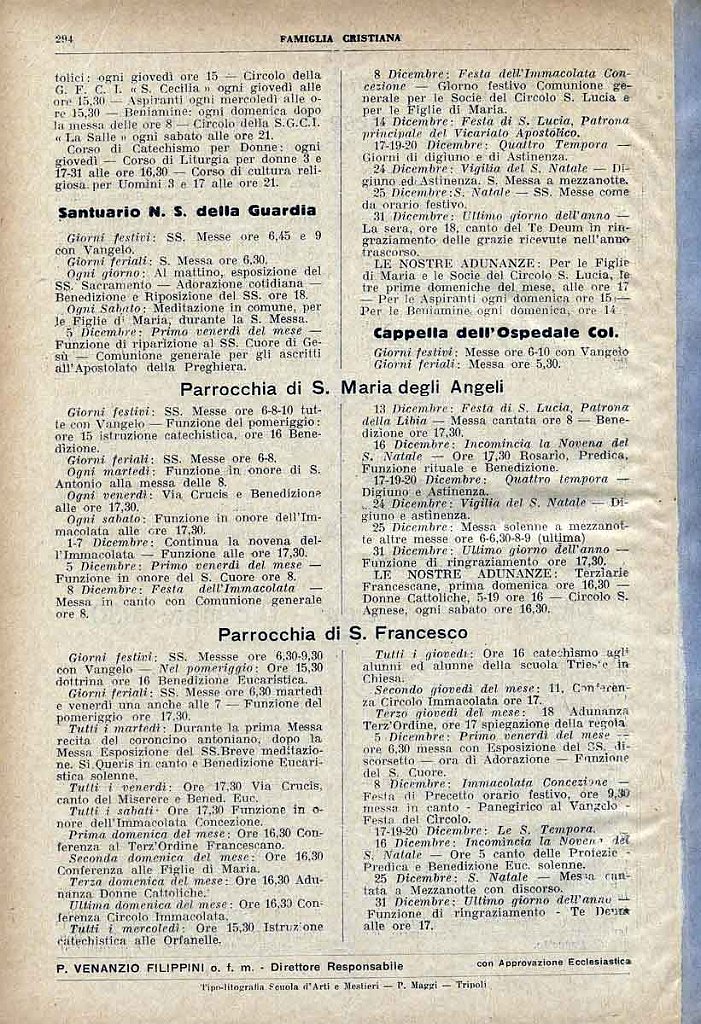 294
FAMIGLIA CRISTIANA
tolici: ogni giovedì ore 15 — Circolo della
G. F. C. I. « S. Cecilia » ogni giovedì alle
ore 15,30 — Aspiranti ogni mercoledì alle o-
re 15,30 — Beniamine: ogni domenica dopo
la messa delle ore 8 — Circolo della S.G.C.I.
« La Salle » ogni sabato alle ore 21.
Corso di Catechismo per Donne: ogni
giovedì — Corso di Liturgia per donne 3 e
17-31 alle ore 16,30 — Corso di cultura reli-
giosa per Uomini 3 e 17 alle ore 21.
Santuario N. S. della Guardia
Giorni festivi: SS. Messe ore 6,45 e 9
con Vangelo.
Giorni feriali: S. Messa ore 6,30.
Ogni giorno: Al mattino, esposizione del
SS. Sacramento — Adorazione cotidiana —
Benedizione e Riposizione del SS. ore 18.
Ogni Sabato: Meditazione in comune, per
le Figlie di Maria, durante la S. Messa.
5 Dicembre: Primo venerdì del mese —
Funzione di riparizione al SS. Cuore di Ge-
sù — Comunione generale per gli ascritti
all'Apostolato della Preghiera.
8 Dicembre: Festa dell'Immacolata Con-
cezione — Giorno festivo Comunione ge-
nerale per le Socie del Circolo S. Lucia e
per le Figlie di Maria.
14 Dicembre: Festa di S. Lucia, Patrona
principale del Vicariato Apostolico.
17-19-20 Dicembre: Quattro Tempora —
Giorni di digiuno e di Astinenza.
24 Dicembre: Vigilia del S. Natale — Di-
giuno ed Astinenza. S. Messa a mezzanotte.
25 Dicembre: S. Natale — SS. Messe come
da orario festivo.
31 Dicembre: Ultimo giorno dell'anno —
La sera, ore 18, canto del Te Deum in rin-
graziamento delle grazie ricevute nell'anno
trascorso.
LE NOSTRE ADUNANZE: Per le Figlie
di Maria e le Socie del Circolo S. Lucia, le
tre prime domeniche del mese, alle ore 17
— Per le Aspiranti ogni domenica ore 15 —
Per le Beniamine ogni domenica, ore 14
Cappella dell'Ospedale Col.
Giorni festivi: Messe ore 6-10 con Vangelo
Giorni feriali: Messa ore 5,30.
Parrocchia di S. Maria degli Angeli
Giorni festivi: SS. Messe ore 6-8-10 tut-
te con Vangelo — Funzione del pomeriggio:
ore 15 istruzione catechistica, ore 16 Bene-
dizione.
Giorni feriali: SS. Messe ore 6-8.
Ogni martedì: Funzione in onore di S.
Antonio alla messa delle 8.
Ogni venerdì: Via Crucis e Benedizione
alle ore 17,30.
Ogni sabato: Funzione in onore dell'Im-
macolata alle ore 17,30.
1-7 Dicembre: Continua la novena del-
l'Immacolata — Funzione alle ore 17,30.
5 Dicembre: Primo venerdì del mese —
Funzione in onore del S. Cuore ore 8.
8 Dicembre: Festa dell'Immacolata —
Messa in canto con Comunione generale
ore 8.
13 Dicembre: Festa di S. Lucia, Patrona
della Libia — Messa cantata ore 8 — Bene-
dizione ore 17,30.
16 Dicembre: Incomincia la Novena del
S. Natale — Ore 17,30 Rosario, Predica,
Funzione rituale e Benedizione.
17-19-20 Dicembre: Quattro tempora —
Digiuno e Astinenza.
24 Dicembre: Vigilia del S. Natale — Di-
giuno e astinenza.
25 Dicembre: Messa solenne a mezzanot-
te altre messe ore 6-6,30-8-9 (ultima)
31 Dicembre: Ultimo giorno dell'anno —
Funzione di ringraziamento ore 17,30.
LE NOSTRE ADUNANZE: Terziarie
Francescane, prima domenica ore 16,30 —
Donne Cattoliche, 5-19 ore 16 — Circolo S.
Agnese, ogni sabato ore 16,30.
Parrocchia di S. Francesco
Giorni festivi: SS. Messse ore 6,30-9,30
con Vangelo — Nel pomeriggio: Ore 15,30
dottrina ore 16 Benedizione Eucaristica.
Giorni feriali: SS. Messe ore 6,30 martedì
e venerdì una anche alle 7 — Funzione del
pomeriggio ore 17,30.
Tutti i martedì: Durante la prima Messa
recita del coroncino antoniano, dopo la
Messa Esposizione del SS.Breve meditazio-
ne. Si Queris in canto e Benedizione Eucari-
stica solenne.
Tutti i venerdì: Ore 17,30 Via Crucis,
canto del Miserere e Bened. Euc.
Tutti i sabati: Ore 17,30 Funzione in o-
nore dell'Immacolata Concezione.
Prima domenica del mese: Ore 16,30 Con-
ferenza al Terz'Ordine Francescano.
Seconda domenica del mese: Ore 16,30
Conferenza alle Figlie di Maria.
Terza domenica del mese: Ore 16,30 Adu-
nanza Donne Cattoliche.
Ultima domenica del mese: Ore 16,30 Con-
ferenza Circolo Immacolata.
Tutti i mercoledì: Ore 15,30 Istruzione
catechistica alle Orfanelle.
Tutti i giovedì: Ore 16 catechismo agli
alunni ed alunne della scuola Trieste in
Chiesa.
Secondo giovedì del mese: 11, Conferen-
za Circolo Immacolata ore 17.
Terzo giovedì del mese: 18 Adunanza
Terz'Ordine, ore 17 spiegazione della regola
5 Dicembre: Primo venerdì del mese —
ore 6,30 messa con Esposizione del SS. di-
scorsetto — ora di Adorazione — Funzione
del S. Cuore.
8 Dicembre: Immacolata Concezione —
Festa di Precetto orario festivo, ore 9,30
messa in canto - Panegirico al Vangelo -
Festa del Circolo.
17-19-20 Dicembre: Le S. Tempora.
16 Dicembre: Incomincia la Novena del
S. Natale — Ore 5 canto delle Profezie -
Predica e Benedizione Euc. solenne.
25 Dicembre: S. Natale — Messa can-
tata a Mezzanotte con discorso.
31 Dicembre: Ultimo giorno dell'anno —
Funzione di ringraziamento - Te Deum
alle ore 17.
P. VENANZIO FILIPPINI o. f. m. - Direttore Responsabile
con Approvazione Ecclesiastica
Tipo-litografia Scuola d'Arti e Mestieri — P. Maggi — Tripoli